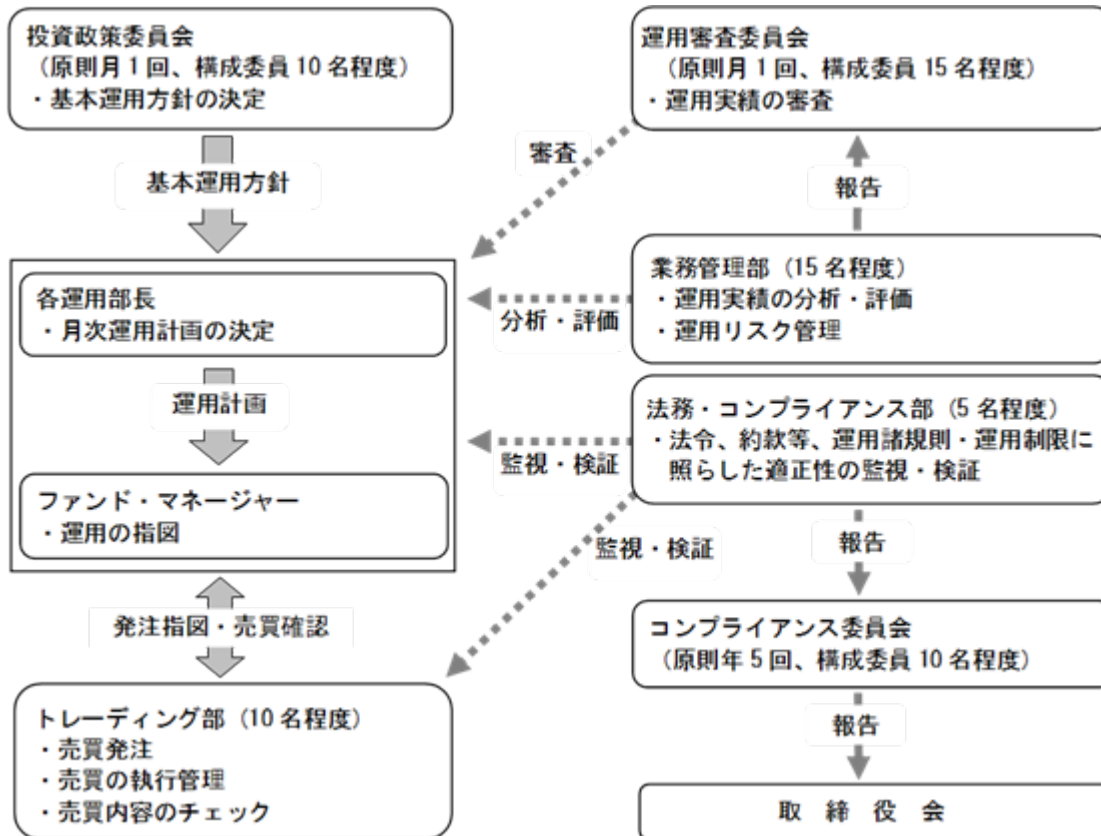 投資政策委員会
（原則月1回、構成委員10名程度）
・基本運用方針の決定
基本運用方針
各運用部長
・月次運用計画の決定
運用計画
ファンド・マネージャー
・運用の指図
発注指図・売買確認
トレーディング部（10名程度）
・売買発注
・売買の執行管理
・売買内容のチェック
審査
分析・評価
監視・検証
監視・検証
運用審査委員会
（原則月1回、構成委員15名程度）
・運用実績の審査
報告
業務管理部（15名程度）
・運用実績の分析・評価
・運用リスク管理
法務・コンプライアンス部（5名程度）
・法令、約款等、運用諸規則・運用制限に
照らした適正性の監視・検証
報告
コンプライアンス委員会
（原則年5回、構成委員10名程度）
報告
取締役会